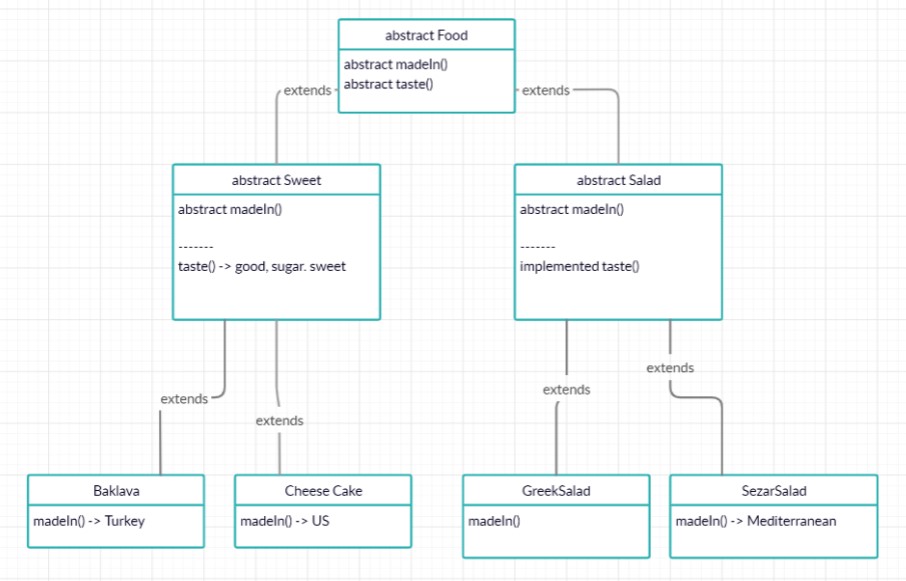 abstract Food
abstract madeIn()
abstract taste()
extends
extends
abstract Sweet
abstract madeIn()
-------
taste() -> good, sugar. sweet
abstract Salad
abstract madeIn()
-------
implemented taste()
extends
extends
extends
extends
Baklava
madeIn() -> Turkey
Cheese Cake
madeIn() -> US
GreekSalad
madeIn()
SezarSalad
madeIn() -> Mediterranean